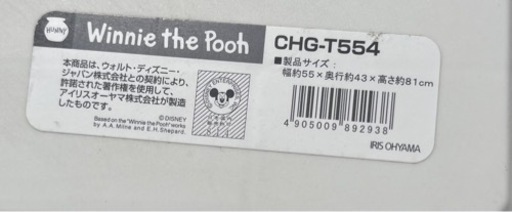 HUNNY
Winnie the Pooh
CHG-T554
■製品サイズ:
幅約55×奥行約43×高さ約81cm
本商品は、ウォルト・ディズニー・
ジャパン株式会社との契約により、
許諾された著作権を使用して、
アイリスオーヤマ株式会社が製造
したものです。
© DISNEY
Based on the "Winnie the Pooh" works
by A.A. Milne and E.H. Shepard.
4 905009 892938
IRIS OHYAMA